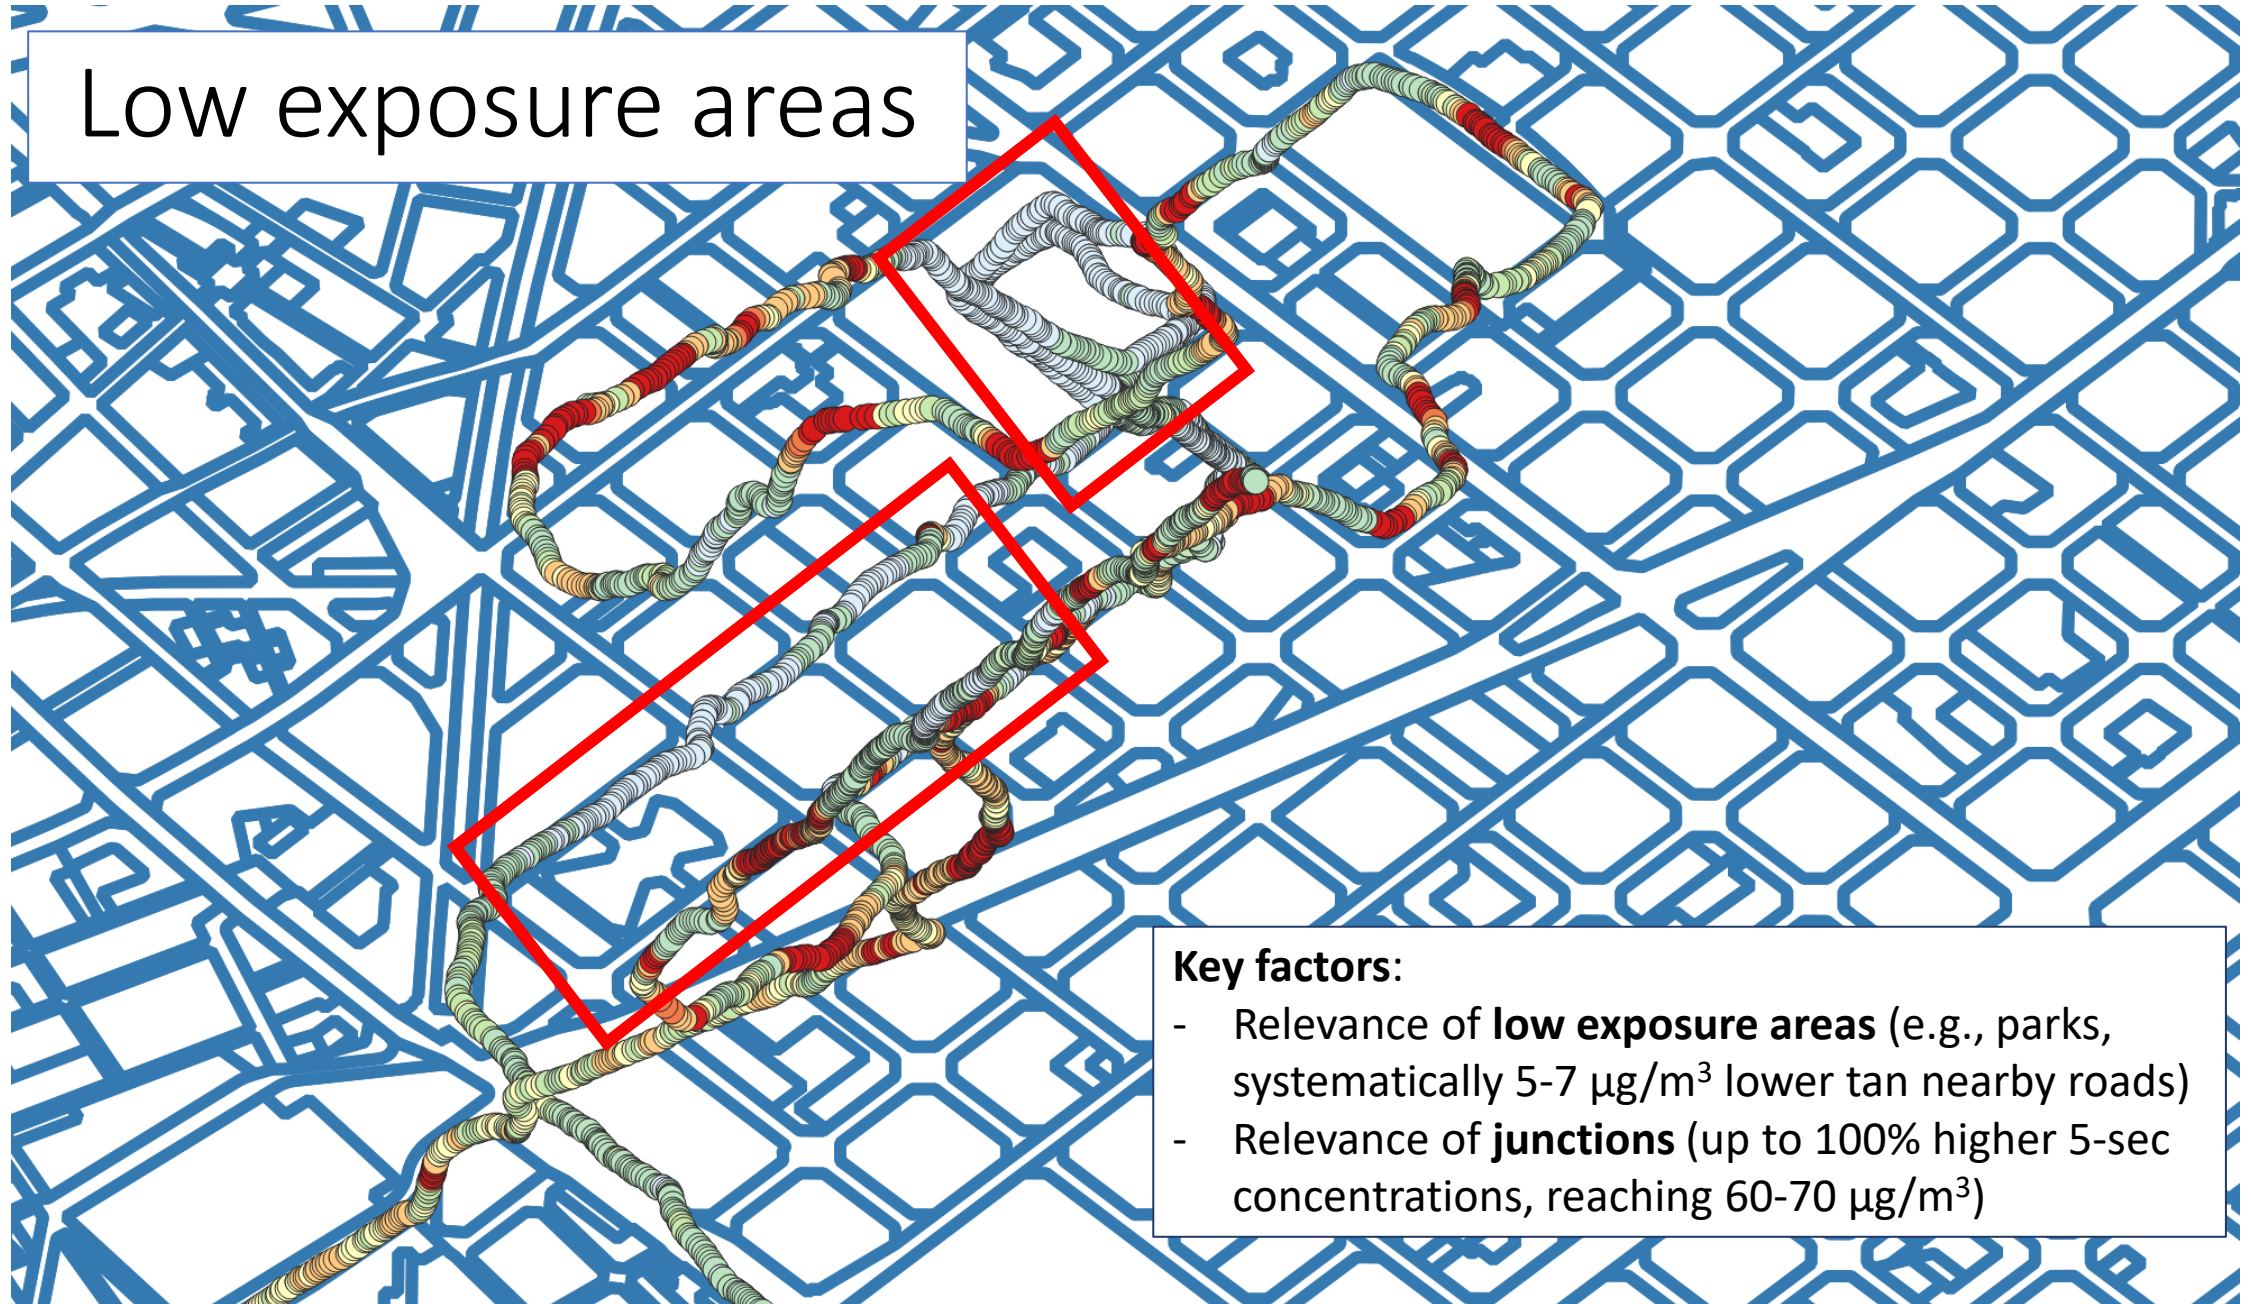 Low exposure areas
Key factors:
- Relevance of low exposure areas (e.g., parks,
systematically 5-7 µg/m³ lower tan nearby roads)
- Relevance of junctions (up to 100% higher 5-sec
concentrations, reaching 60-70 µg/m³)